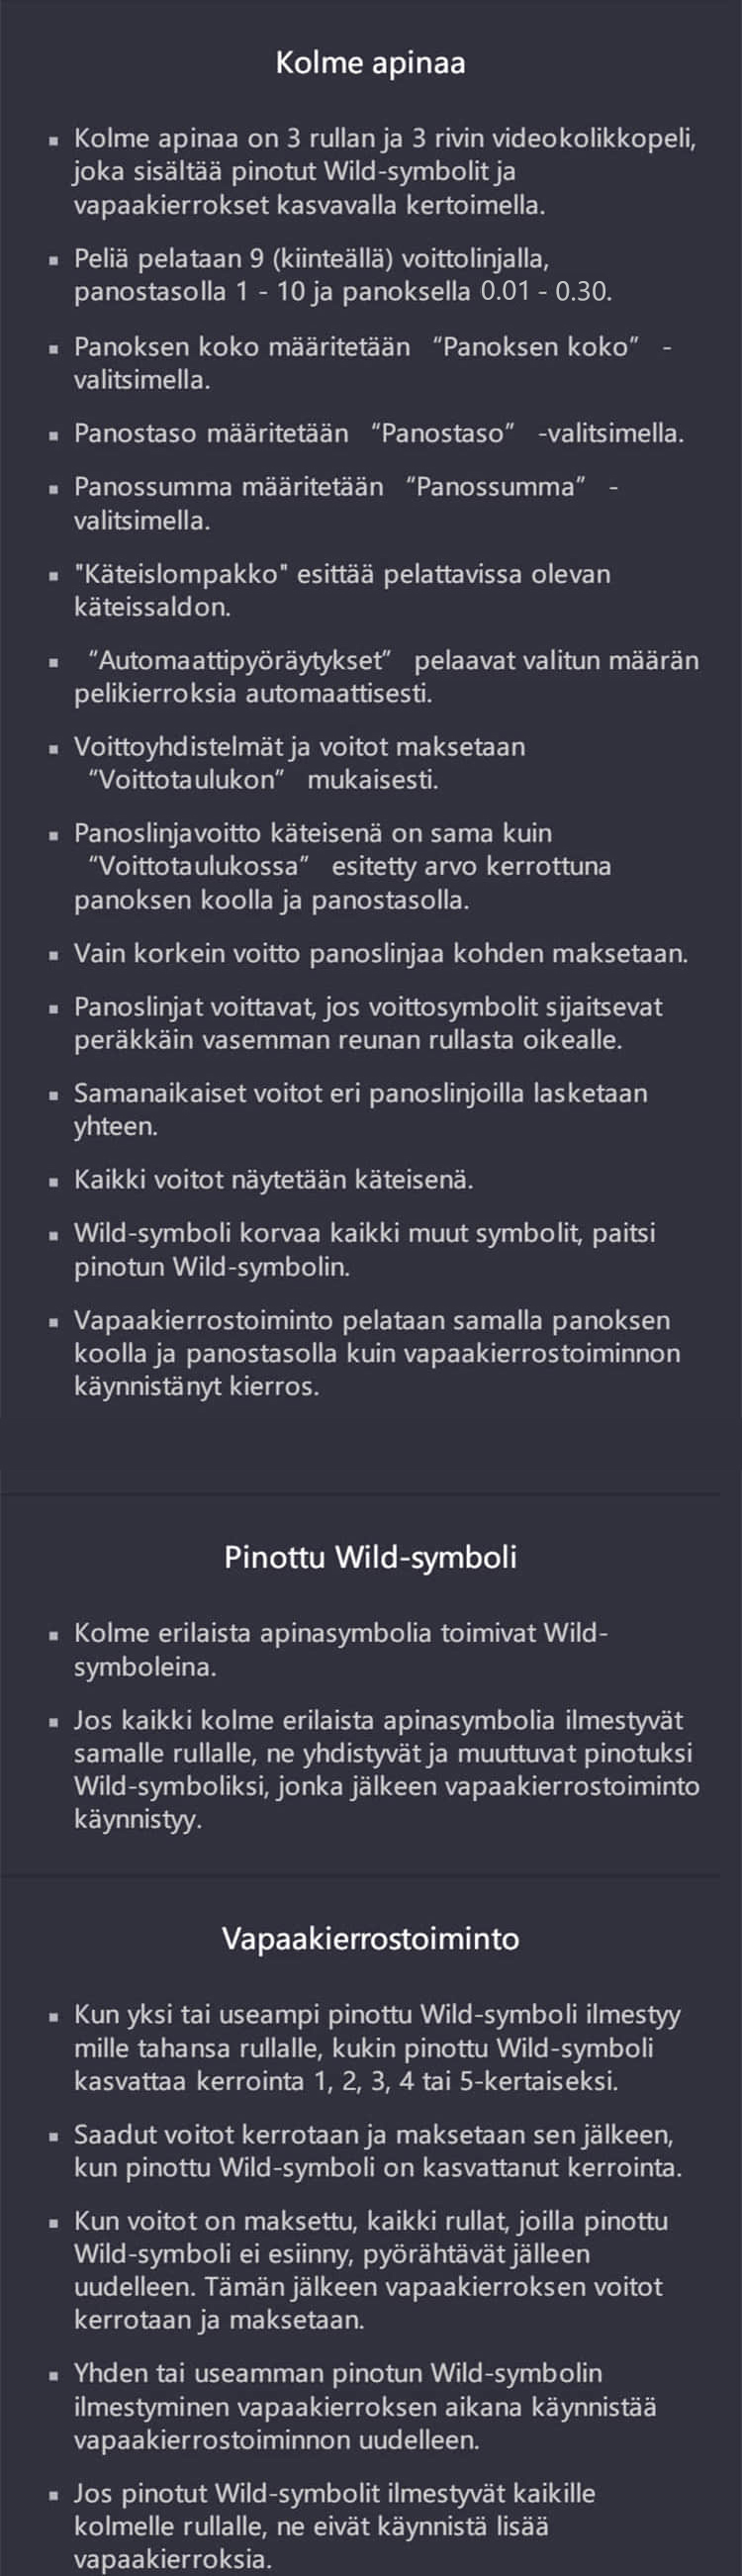 Kolme apinaa
▪ Kolme apinaa on 3 rullan ja 3 rivin videokolikkopeli,
joka sisältää pinotut Wild-symbolit ja
vapaakierrokset kasvavalla kertoimella.
▪ Peliä pelataan 9 (kiinteällä) voittolinjalla,
panostasolla 1 - 10 ja panoksella 0.01 - 0.30.
▪ Panoksen koko määritetään “Panoksen koko” -
valitsimella.
▪ Panostaso määritetään “Panostaso” -valitsimella.
▪ Panossumma määritetään “Panossumma” -
valitsimella.
▪ "Käteislompakko" esittää pelattavissa olevan
käteissaldon.
▪ “Automaattipyöräytykset” pelaavat valitun määrän
pelikierroksia automaattisesti.
▪ Voittoyhdistelmät ja voitot maksetaan
“Voittotaulukon” mukaisesti.
▪ Panoslinjavoitto käteisenä on sama kuin
“Voittotaulukossa” esitetty arvo kerrottuna
panoksen koolla ja panostasolla.
▪ Vain korkein voitto panoslinjaa kohden maksetaan.
▪ Panoslinjat voittavat, jos voittosymbolit sijaitsevat
peräkkäin vasemman reunan rullasta oikealle.
▪ Samanaikaiset voitot eri panoslinjoilla lasketaan
yhteen.
▪ Kaikki voitot näytetään käteisenä.
▪ Wild-symboli korvaa kaikki muut symbolit, paitsi
pinotun Wild-symbolin.
▪ Vapaakierrostoiminto pelataan samalla panoksen
koolla ja panostasolla kuin vapaakierrostoiminnon
käynnistänyt kierros.
Pinottu Wild-symboli
▪ Kolme erilaista apinasymbolia toimivat Wild-
symboleina.
▪ Jos kaikki kolme erilaista apinasymbolia ilmestyvät
samalle rullalle, ne yhdistyvät ja muuttuvat pinotuksi
Wild-symboliksi, jonka jälkeen vapaakierrostoiminto
käynnistyy.
Vapaakierrostoiminto
▪ Kun yksi tai useampi pinottu Wild-symboli ilmestyy
mille tahansa rullalle, kukin pinottu Wild-symboli
kasvattaa kerrointa 1, 2, 3, 4 tai 5-kertaiseksi.
▪ Saadut voitot kerrotaan ja maksetaan sen jälkeen,
kun pinottu Wild-symboli on kasvattanut kerrointa.
▪ Kun voitot on maksettu, kaikki rullat, joilla pinottu
Wild-symboli ei esiinny, pyörähtävät jälleen
uudelleen. Tämän jälkeen vapaakierroksen voitot
kerrotaan ja maksetaan.
▪ Yhden tai useamman pinotun Wild-symbolin
ilmestyminen vapaakierroksen aikana käynnistää
vapaakierrostoiminnon uudelleen.
▪ Jos pinotut Wild-symbolit ilmestyvät kaikille
kolmelle rullalle, ne eivät käynnistä lisää
vapaakierroksia.